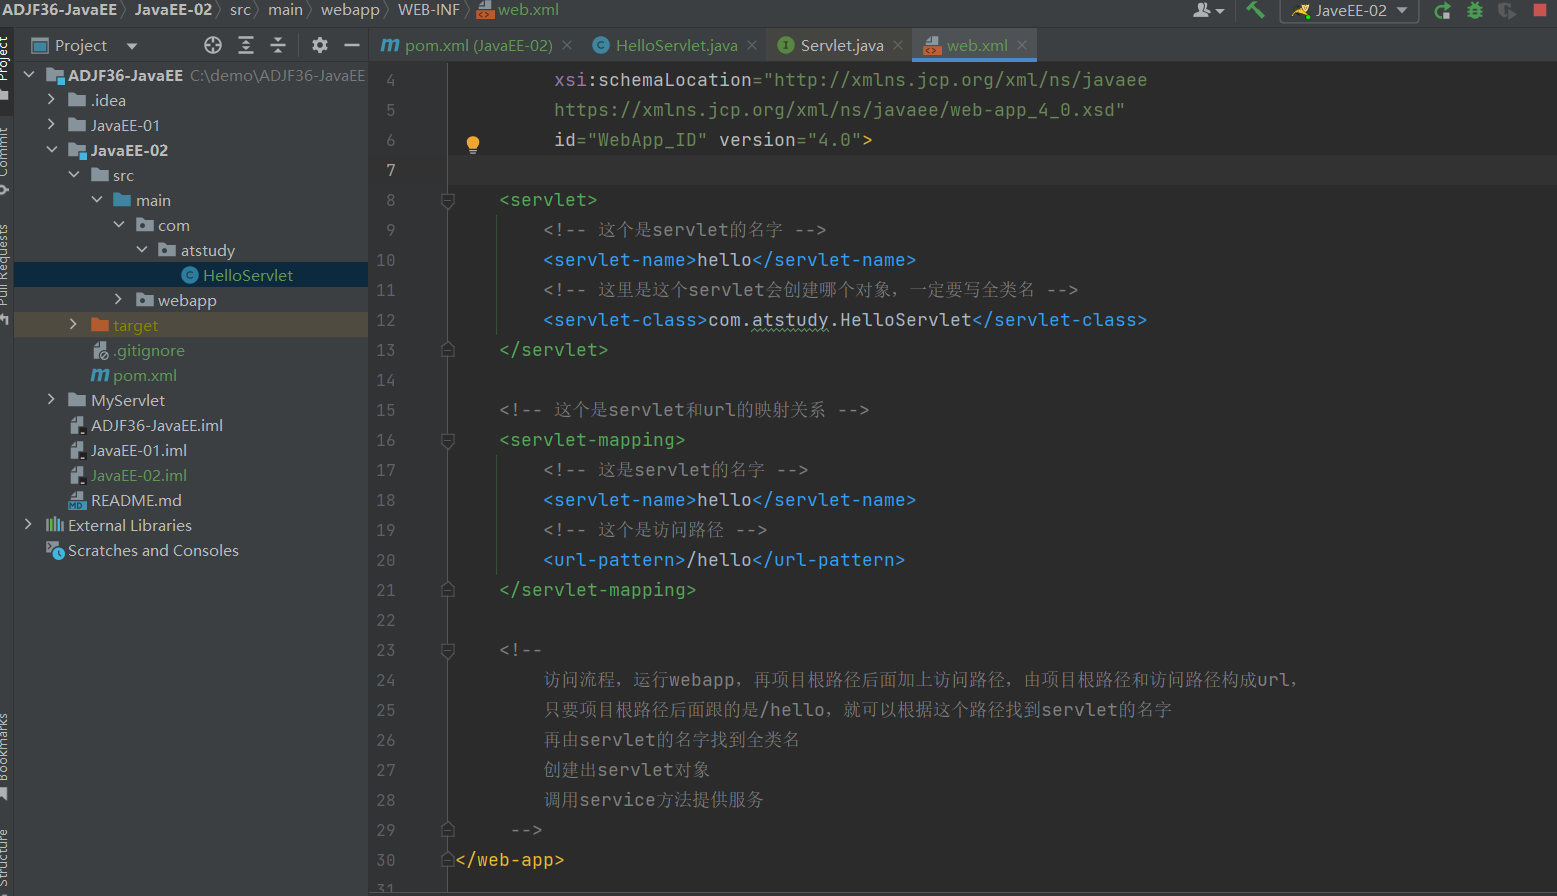 ADJF36-JavaEE JavaEE-02 src main webapp WEB-INF web.xml
JaveEE-02
Project
pom.xml (JavaEE-02) HelloServlet.java Servlet.java web.xml
Project
Commit
Pull Requests
Bookmarks
Structure
ADJF36-JavaEE C:\demo\ADJF36-JavaEE
.idea
JavaEE-01
JavaEE-02
src
main
com
atstudy
HelloServlet
webapp
target
.gitignore
pom.xml
MyServlet
ADJF36-JavaEE.iml
JavaEE-01.iml
JavaEE-02.iml
README.md
External Libraries
Scratches and Consoles
4 xsi:schemaLocation="http://xmlns.jcp.org/xml/ns/javaee
5 https://xmlns.jcp.org/xml/ns/javaee/web-app_4_0.xsd"
6 id="WebApp_ID" version="4.0">
7
8 <servlet>
9 <!-- 这个是servlet的名字 -->
10 <servlet-name>hello</servlet-name>
11 <!-- 这里是这个servlet会创建哪个对象，一定要写全类名 -->
12 <servlet-class>com.atstudy.HelloServlet</servlet-class>
13 </servlet>
14
15 <!-- 这个是servlet和url的映射关系 -->
16 <servlet-mapping>
17 <!-- 这是servlet的名字 -->
18 <servlet-name>hello</servlet-name>
19 <!-- 这个是访问路径 -->
20 <url-pattern>/hello</url-pattern>
21 </servlet-mapping>
22
23 <!--
24 访问流程，运行webapp，再项目根路径后面加上访问路径，由项目根路径和访问路径构成url，
25 只要项目根路径后面跟的是/hello，就可以根据这个路径找到servlet的名字
26 再由servlet的名字找到全类名
27 创建出servlet对象
28 调用service方法提供服务
29 -->
30 </web-app>
31